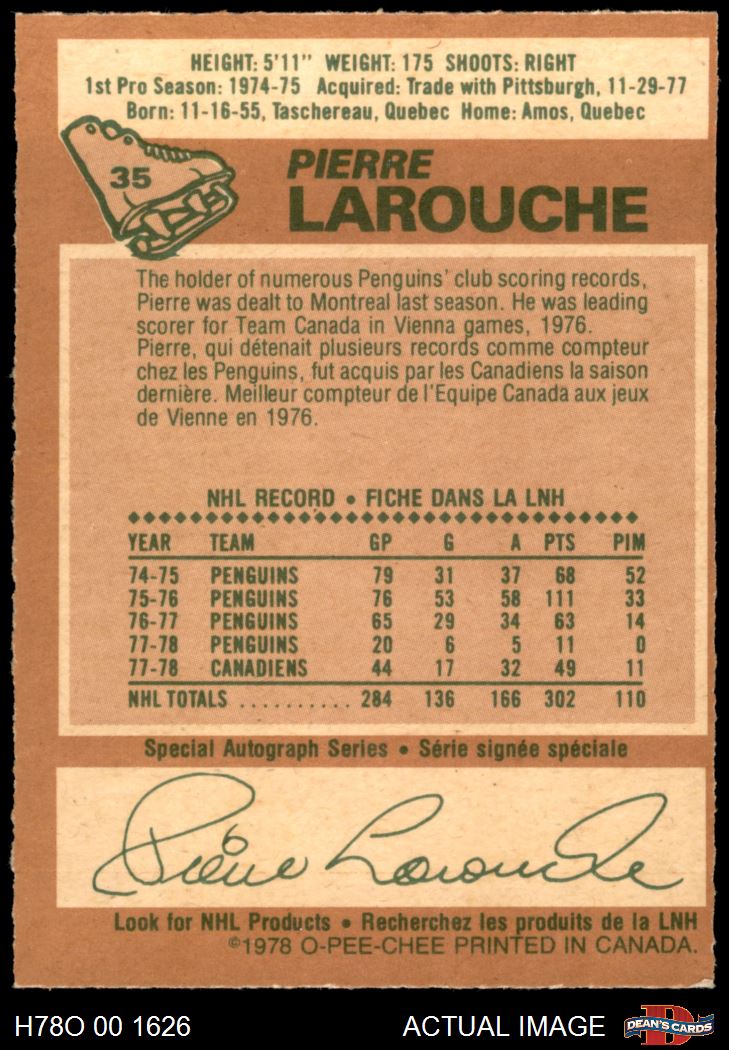 HEIGHT: 5'11" WEIGHT: 175 SHOOTS: RIGHT
1st Pro Season: 1974-75 Acquired: Trade with Pittsburgh, 11-29-77
Born: 11-16-55, Taschereau, Quebec Home: Amos, Quebec
35
PIERRE
LAROUCHE
The holder of numerous Penguins' club scoring records,
Pierre was dealt to Montreal last season. He was leading
scorer for Team Canada in Vienna games, 1976.
Pierre, qui détenait plusieurs records comme compteur
chez les Penguins, fut acquis par les Canadiens la saison
dernière. Meilleur compteur de l'Equipe Canada aux jeux
de Vienne en 1976.
NHL RECORD • FICHE DANS LA LNH
YEAR TEAM GP G A PTS PIM
74-75 PENGUINS 79 31 37 68 52
75-76 PENGUINS 76 53 58 111 33
76-77 PENGUINS 65 29 34 63 14
77-78 PENGUINS 20 6 5 11 0
77-78 CANADIENS 44 17 32 49 11
NHL TOTALS .......... 284 136 166 302 110
Special Autograph Series • Série signée spéciale
Pierre Larouche
Look for NHL Products • Recherchez les produits de la LNH
©1978 O-PEE-CHEE PRINTED IN CANADA.
H78O 00 1626 ACTUAL IMAGE D DEAN'S CARDS